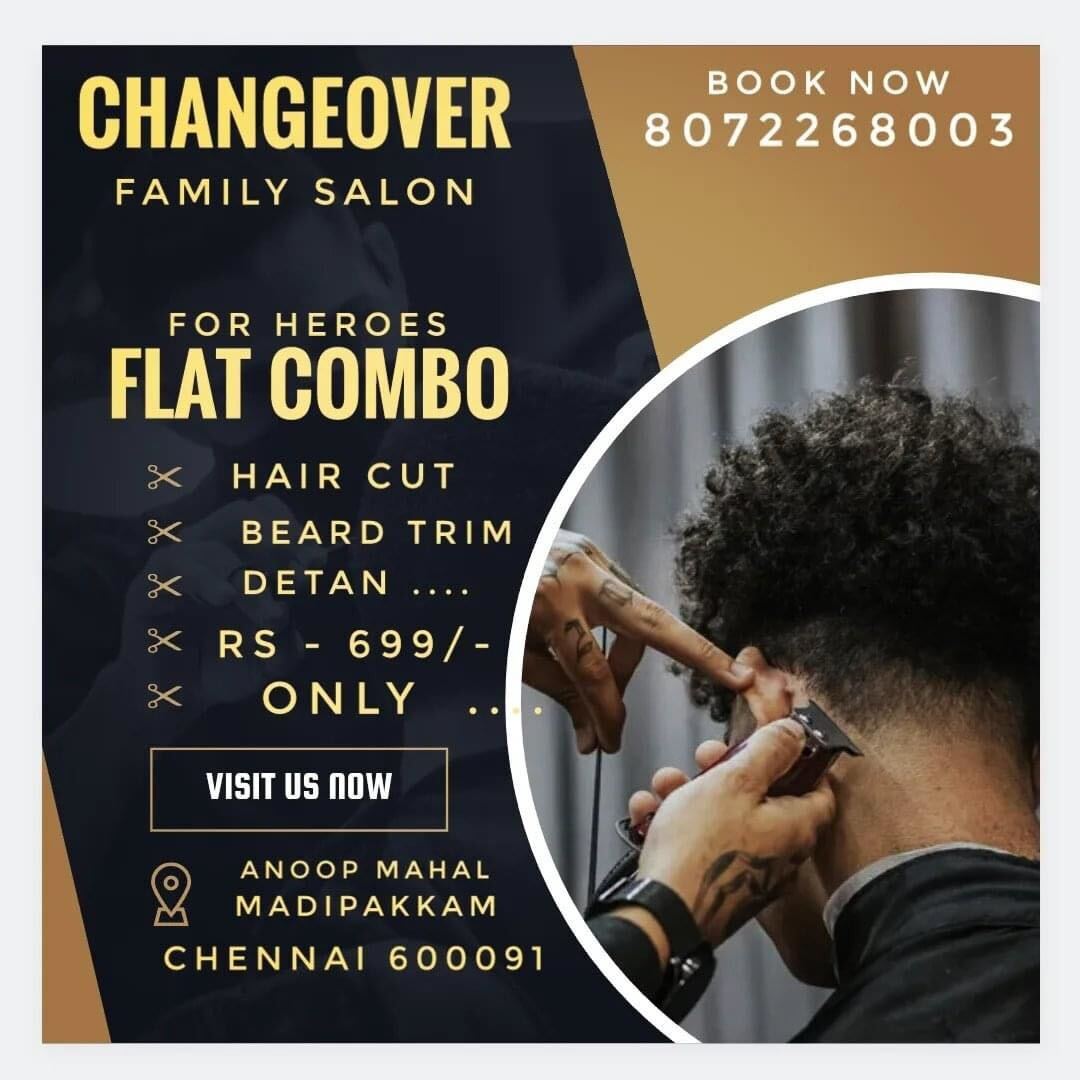 CHANGEOVER
FAMILY SALON
BOOK NOW
8072268003
FOR HEROES
FLAT COMBO
HAIR CUT
BEARD TRIM
DETAN ....
RS - 699/-
ONLY ....
VISIT US NOW
ANOOP MAHAL
MADIPAKKAM
CHENNAI 600091